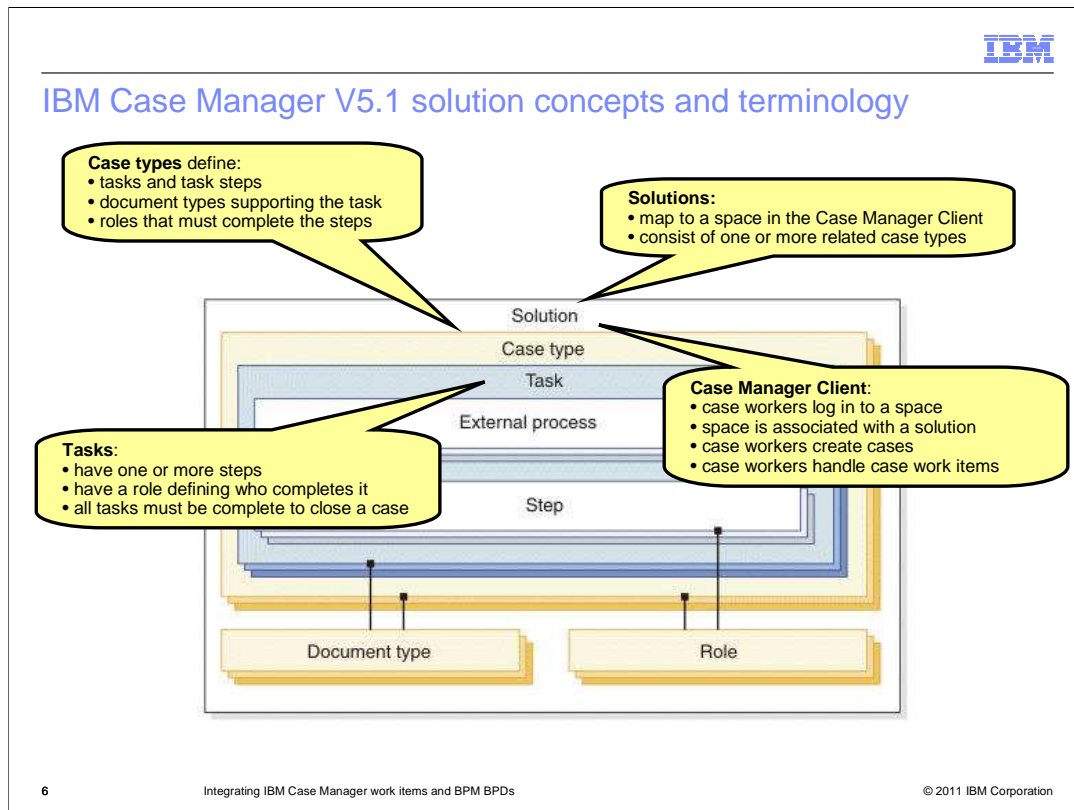 IBM
IBM Case Manager V5.1 solution concepts and terminology
Case types define:
• tasks and task steps
• document types supporting the task
• roles that must complete the steps
Solutions:
• map to a space in the Case Manager Client
• consist of one or more related case types
Solution
Case type
Task
External process
Case Manager Client:
• case workers log in to a space
• space is associated with a solution
• case workers create cases
• case workers handle case work items
Tasks:
• have one or more steps
• have a role defining who completes it
• all tasks must be complete to close a case
Step
Document type
Role
6
Integrating IBM Case Manager work items and BPM BPDs
© 2011 IBM Corporation